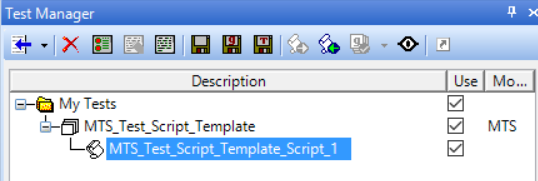 Test Manager
Description Use Mo...
My Tests
MTS_Test_Script_Template MTS
MTS_Test_Script_Template_Script_1